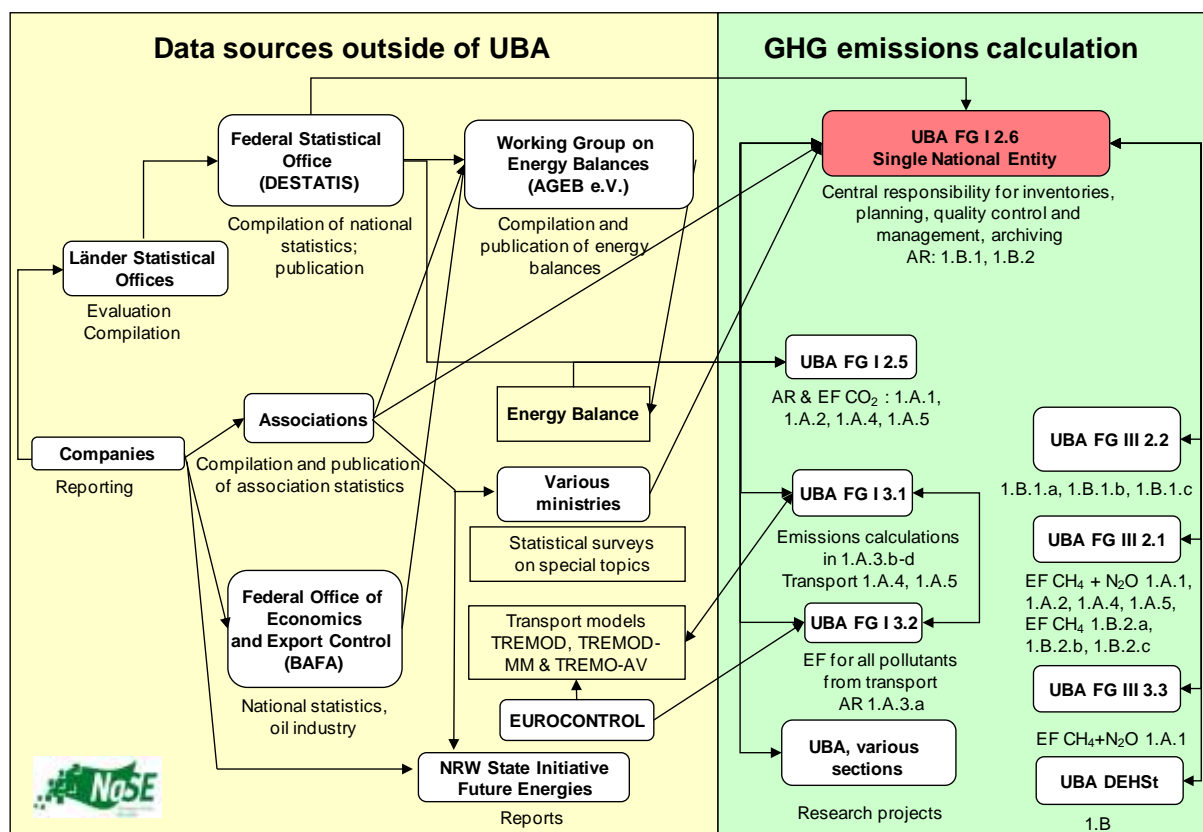 Data sources outside of UBA
Federal Statistical
Office
(DESTATIS)
Compilation of national
statistics;
publication
Working Group on
Energy Balances
(AGEB e.V.)
Compilation and
publication of energy
balances
Länder Statistical
Offices
Evaluation
Compilation
Energy Balance
Associations
Compilation and publication
of association statistics
Companies
Reporting
Various
ministries
Statistical surveys
on special topics
Federal Office of
Economics
and Export Control
(BAFA)
National statistics,
oil industry
Transport models
TREMOD, TREMOD-
MM & TREMO-AV
EUROCONTROL
NRW State Initiative
Future Energies
Reports
NaSE
GHG emissions calculation
UBA FG I 2.6
Single National Entity
Central responsibility for inventories,
planning, quality control and
management, archiving
AR: 1.B.1, 1.B.2
UBA FG I 2.5
AR & EF CO₂ : 1.A.1,
1.A.2, 1.A.4, 1.A.5
UBA FG I 3.1
Emissions calculations
in 1.A.3.b-d
Transport 1.A.4, 1.A.5
UBA FG I 3.2
EF for all pollutants
from transport
AR 1.A.3.a
UBA, various
sections
Research projects
UBA FG III 2.2
1.B.1.a, 1.B.1.b, 1.B.1.c
UBA FG III 2.1
EF CH₄ + N₂O 1.A.1,
1.A.2, 1.A.4, 1.A.5,
EF CH₄ 1.B.2.a,
1.B.2.b, 1.B.2.c
UBA FG III 3.3
EF CH₄+N₂O 1.A.1
UBA DEHSt
1.B